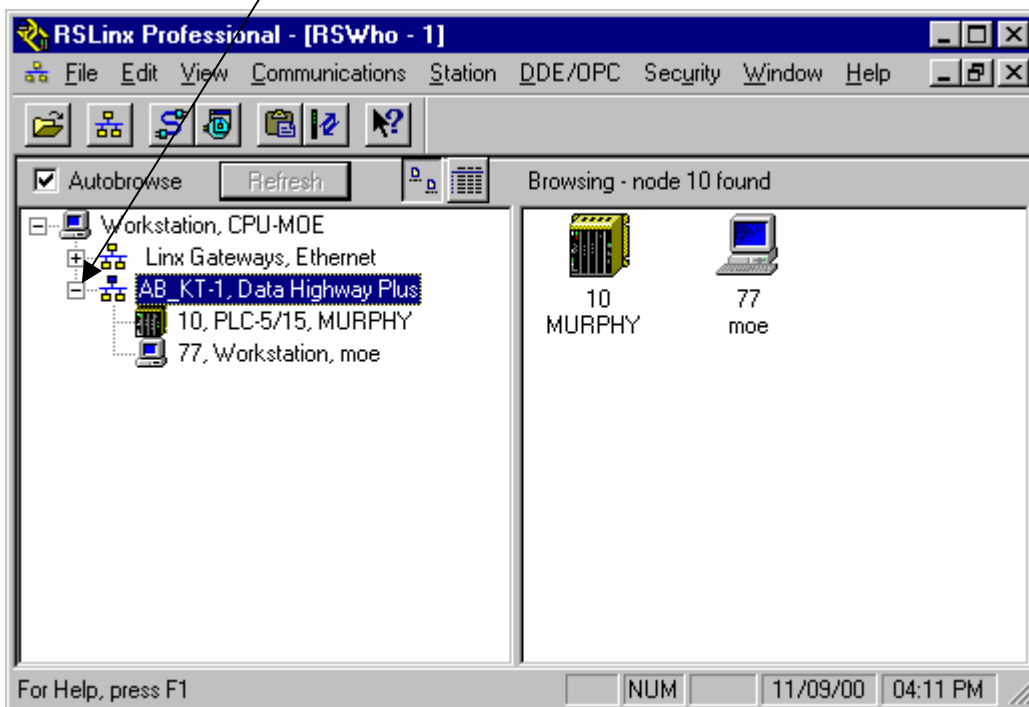 RSLinx Professional - [RSWho - 1]
File Edit View Communications Station DDE/OPC Security Window Help
Autobrowse Refresh Browsing - node 10 found
Workstation, CPU-MOE
Linx Gateways, Ethernet
AB_KT-1, Data Highway Plus
10, PLC-5/15, MURPHY
77, Workstation, moe
10
MURPHY
77
moe
For Help, press F1 NUM 11/09/00 04:11 PM